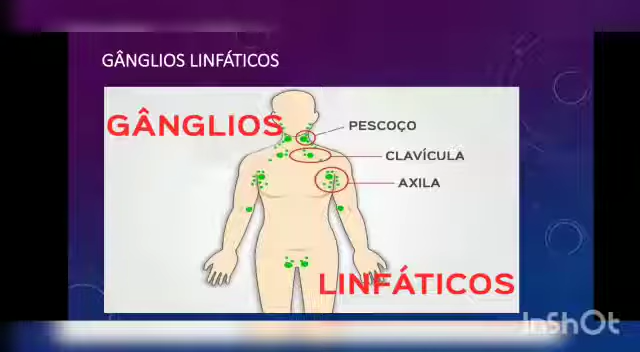 GÂNGLIOS LINFÁTICOS
GÂNGLIOS
PESCOÇO
CLAVÍCULA
AXILA
LINFÁTICOS
InShOt